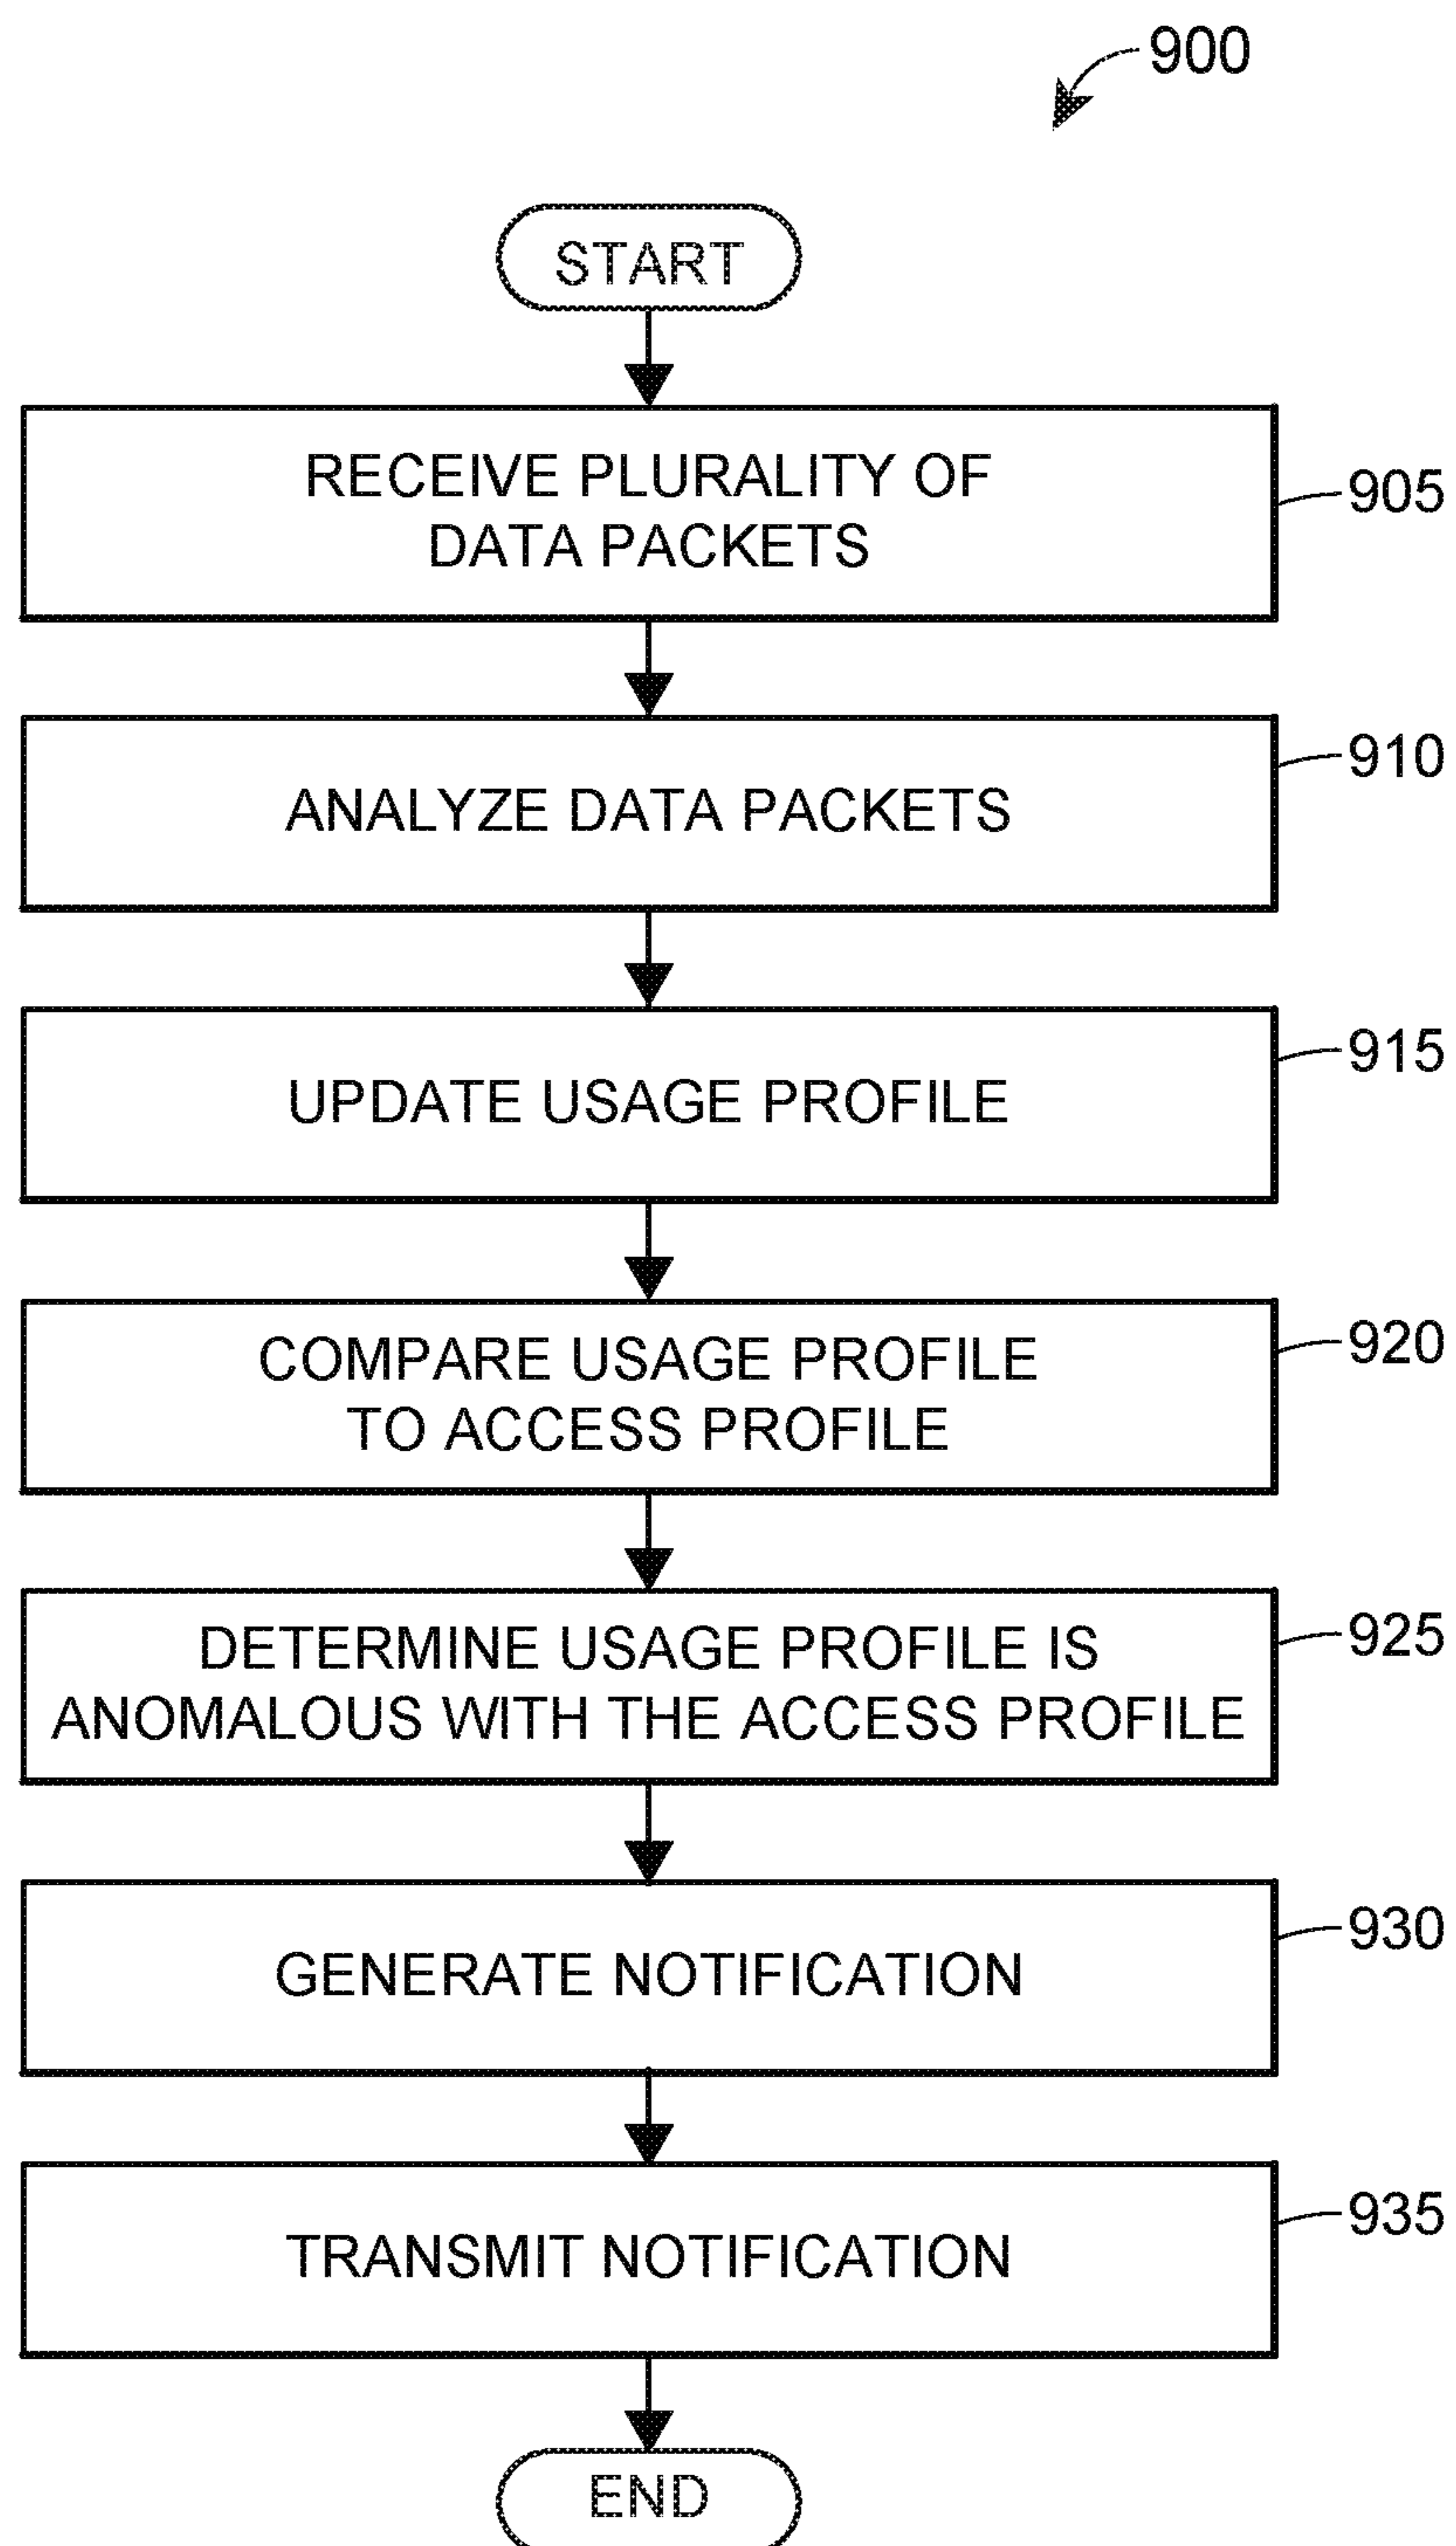 900
START
RECEIVE PLURALITY OF
DATA PACKETS
905
ANALYZE DATA PACKETS
910
UPDATE USAGE PROFILE
915
COMPARE USAGE PROFILE
TO ACCESS PROFILE
920
DETERMINE USAGE PROFILE IS
ANOMALOUS WITH THE ACCESS PROFILE
925
GENERATE NOTIFICATION
930
TRANSMIT NOTIFICATION
935
END